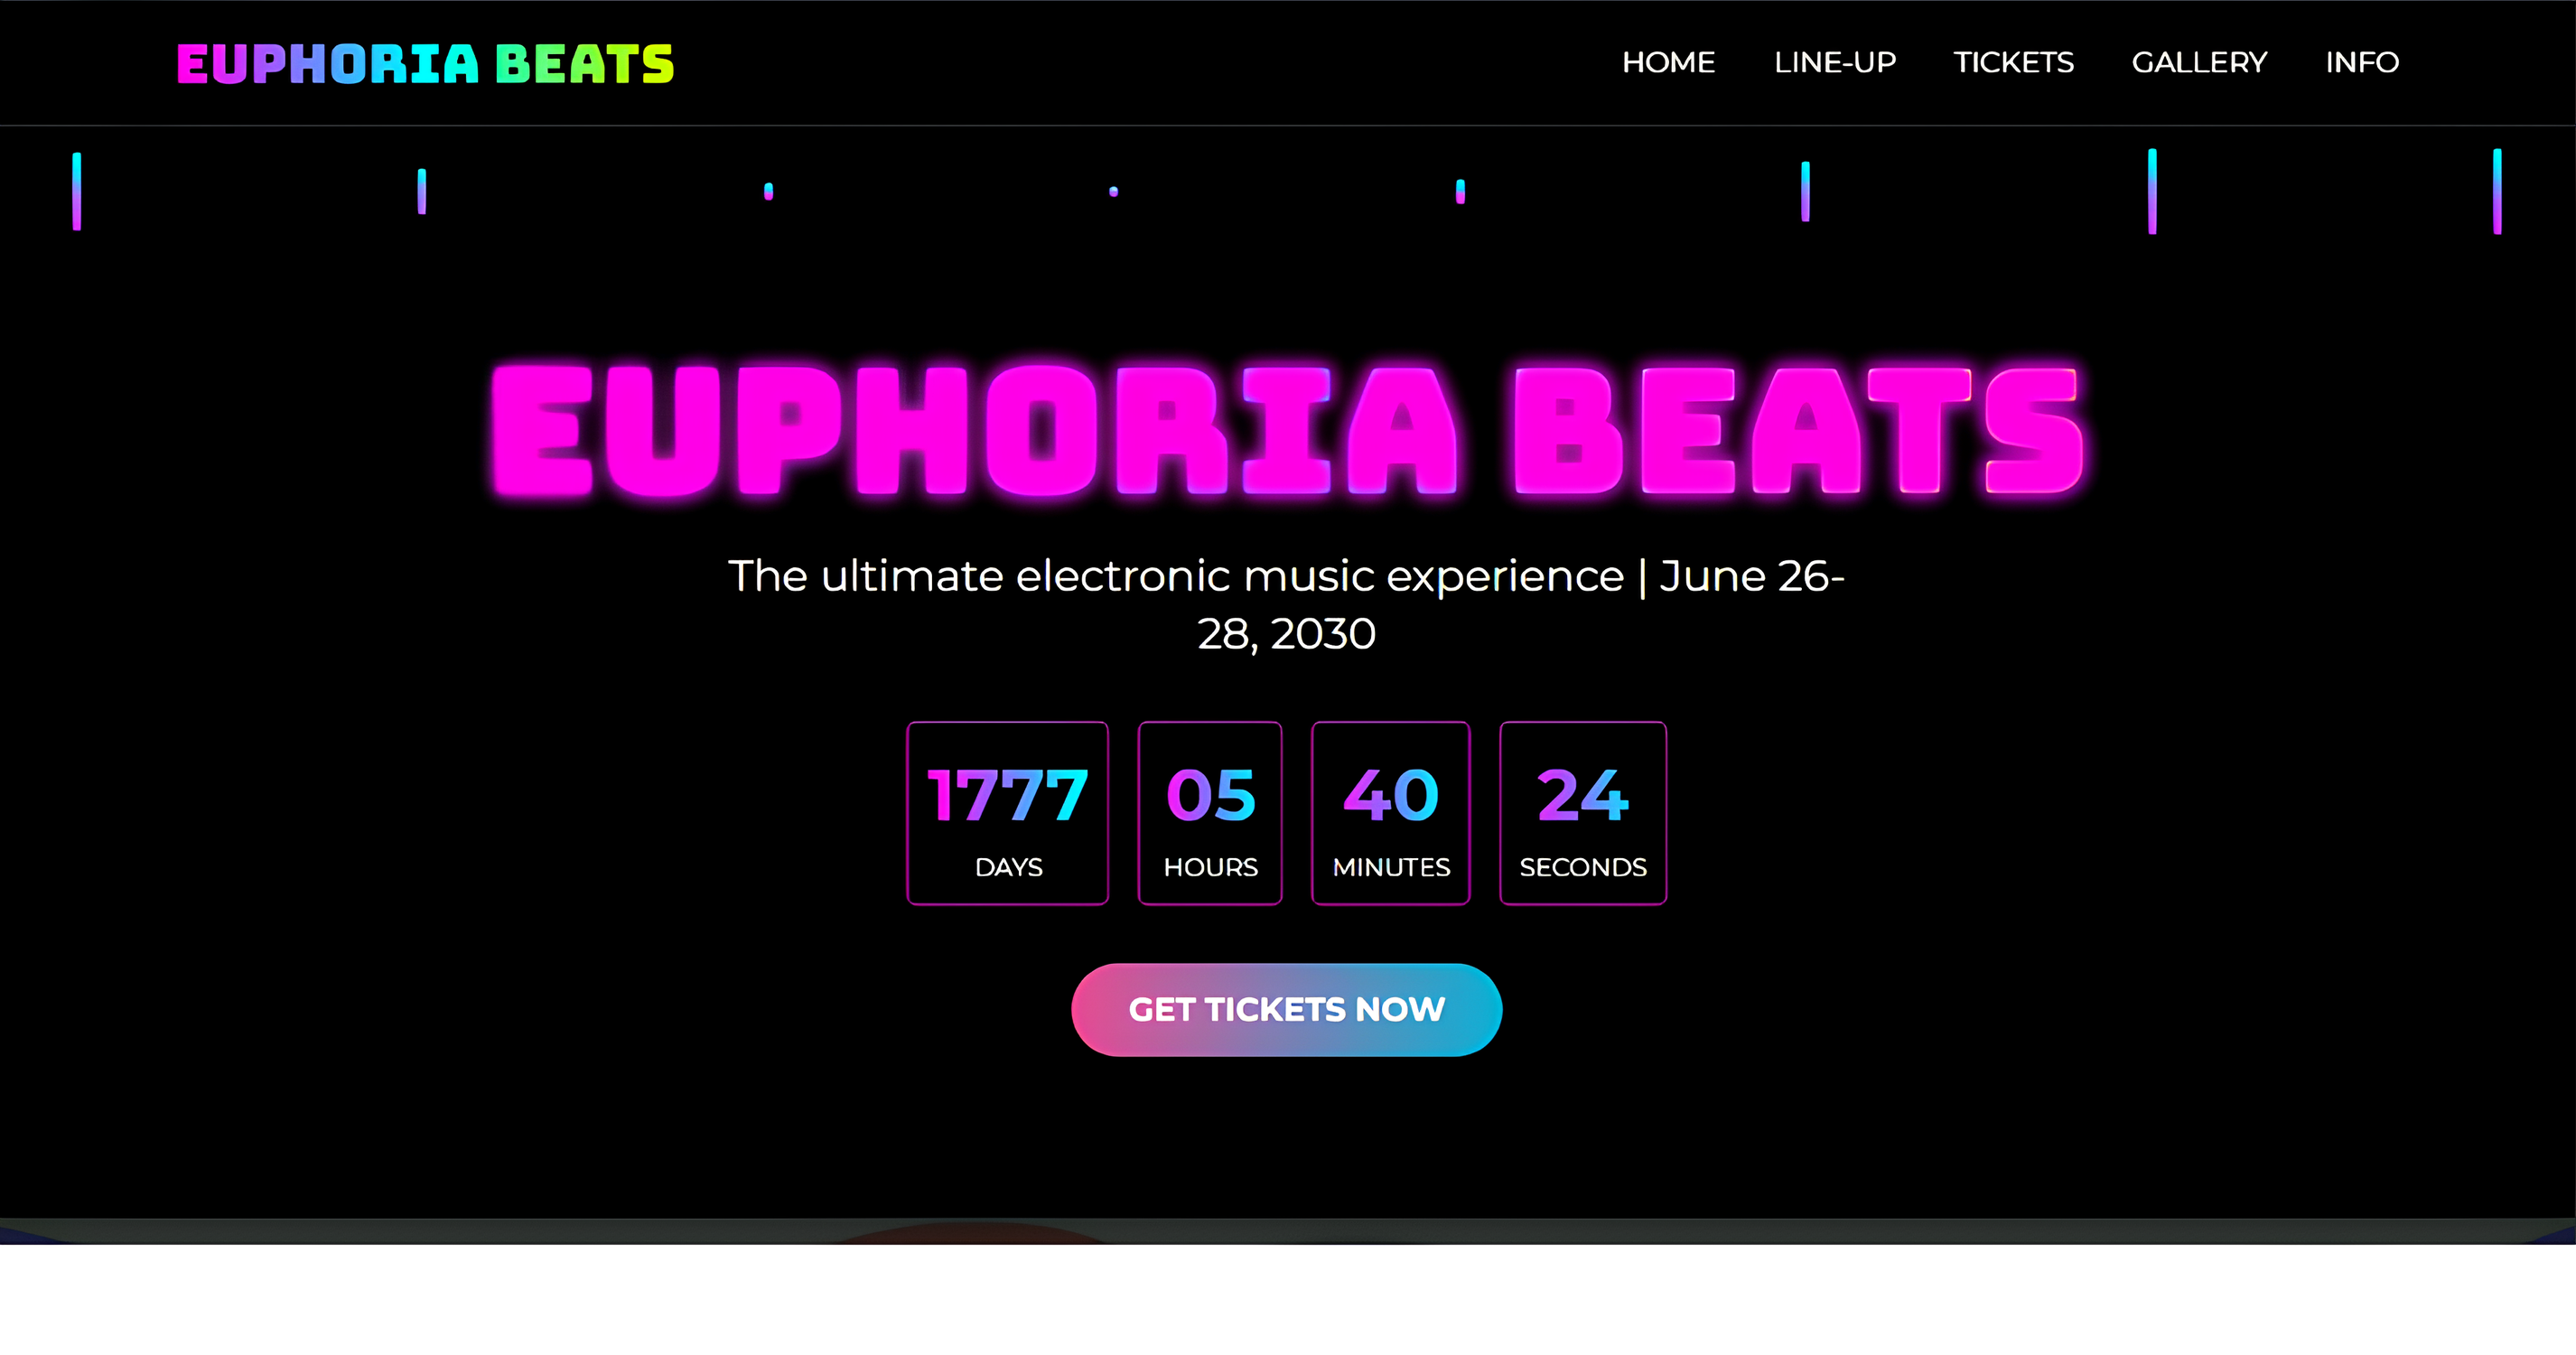 EUPHORIA BEATS
HOME LINE-UP TICKETS GALLERY INFO
EUPHORIA BEATS
The ultimate electronic music experience | June 26-
28, 2030
1777 05 40 24
DAYS HOURS MINUTES SECONDS
GET TICKETS NOW